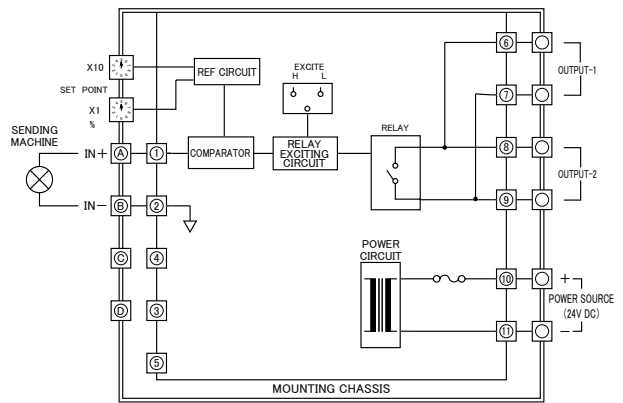 ⑥
OUTPUT-1
⑦
X10
REF CIRCUIT
EXCITE
H L
SET POINT
X1
%
RELAY
SENDING
MACHINE
IN+
Ⓐ
①
COMPARATOR
RELAY
EXCITING
CIRCUIT
⑧
OUTPUT-2
IN−
Ⓑ
②
⑨
Ⓒ
④
POWER
CIRCUIT
⑩
+
POWER SOURCE
(24V DC)
Ⓓ
③
⑪
−
⑤
MOUNTING CHASSIS